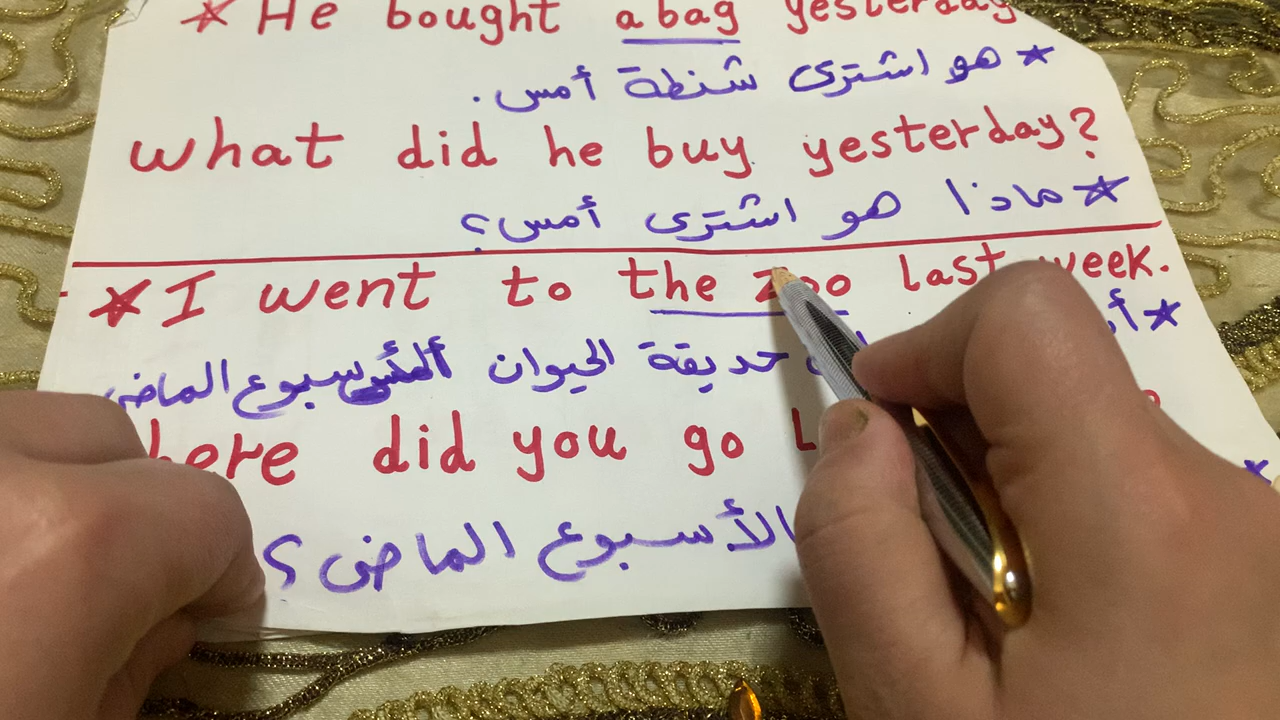 ★ He bought a bag yesterday
★ هو اشترى شنطة أمس.
what did he buy yesterday?
★ ماذا هو اشترى أمس؟
★ I went to the zoo last week.
★ حديقة الحيوان الأسبوع الماضي
did you go
الأسبوع الماضى؟